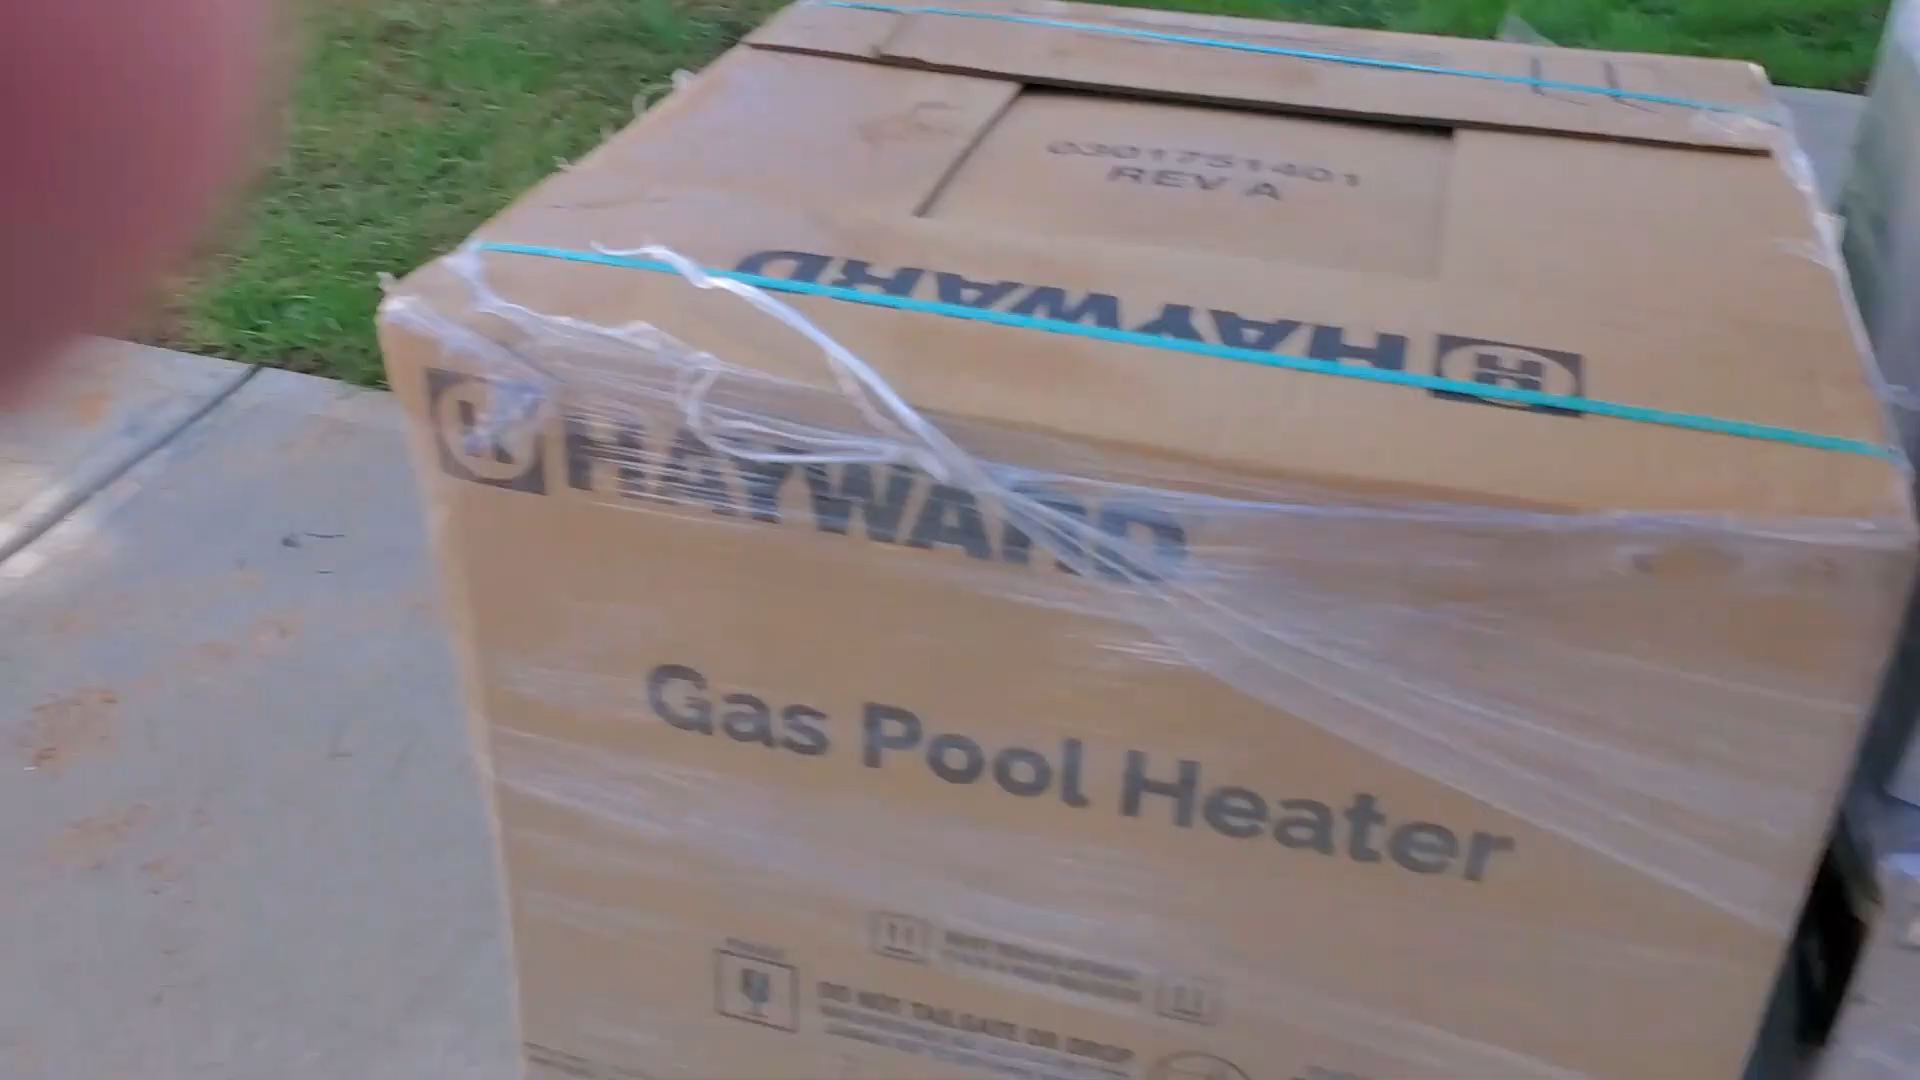 0301751401
REV A
HAYWARD
HAYWARD
Gas Pool Heater
DO NOT TAILGATE OR DROP